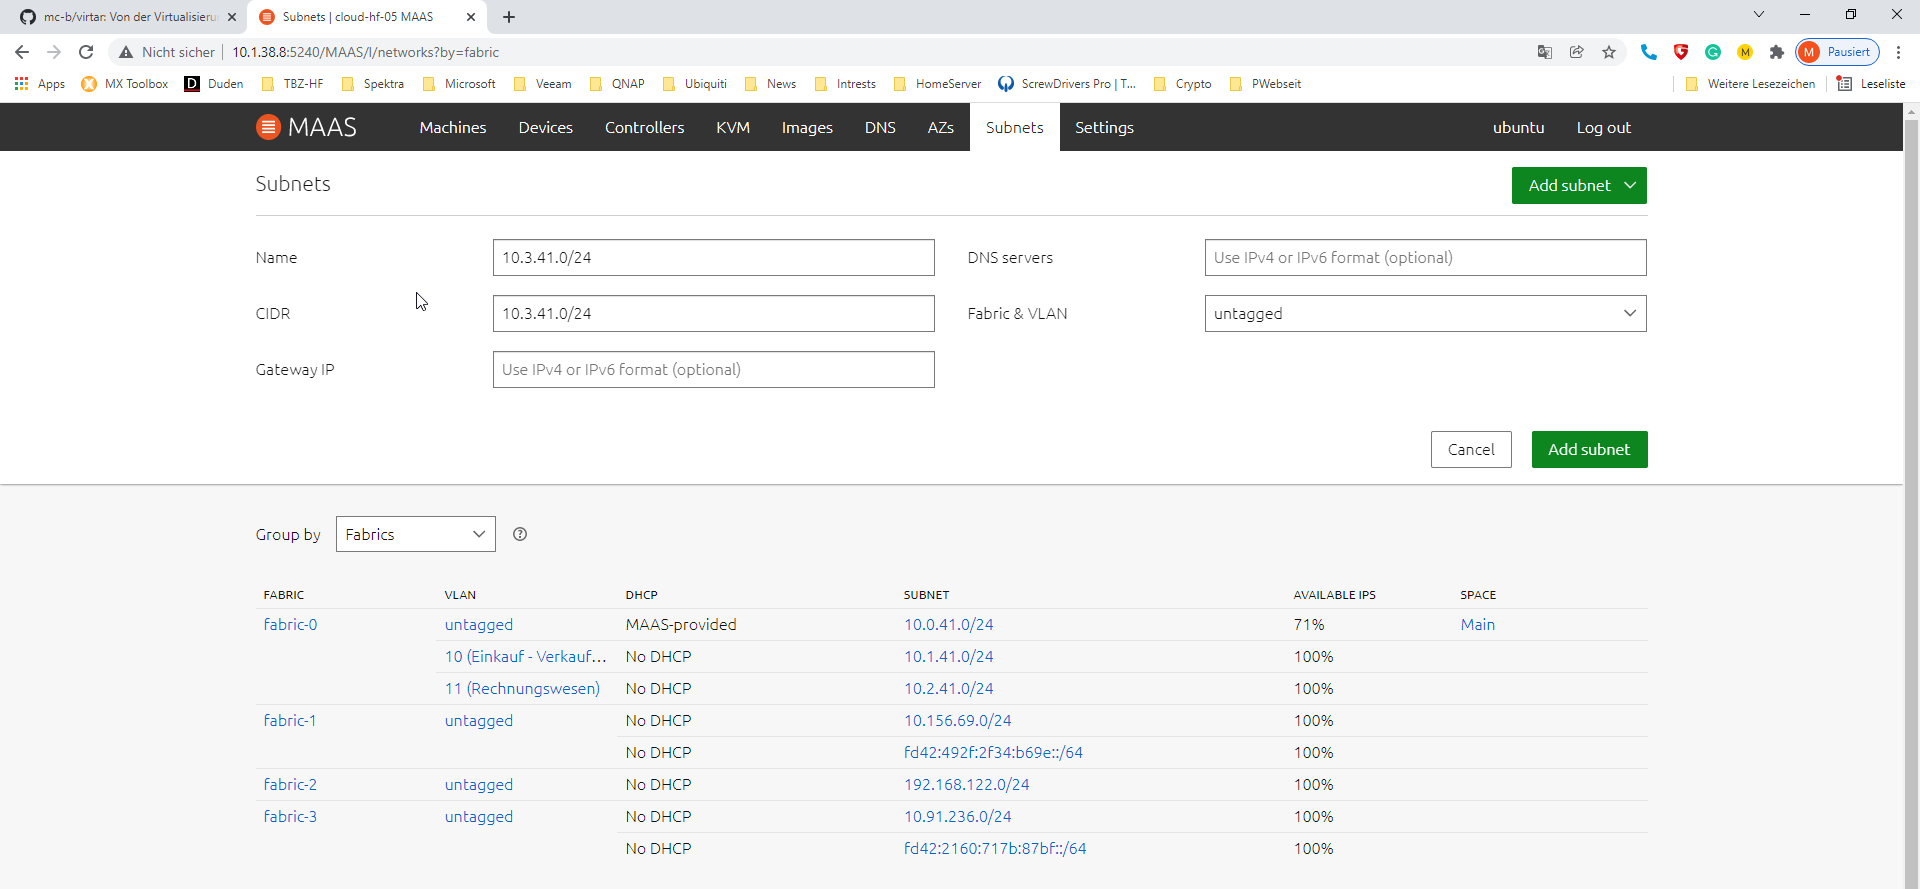 mc-b/virtar: Von der Virtualisieru
Subnets | cloud-hf-05 MAAS
Nicht sicher
10.1.38.8:5240/MAAS/l/networks?by=fabric
M
M Pausiert
Apps
MX Toolbox
D Duden
TBZ-HF
Spektra
Microsoft
Veeam
QNAP
Ubiquiti
News
Intrests
HomeServer
ScrewDrivers Pro | T...
Crypto
PWebseit
Weitere Lesezeichen
Leseliste
MAAS
Machines
Devices
Controllers
KVM
Images
DNS
AZs
Subnets
Settings
ubuntu
Log out
Subnets
Add subnet
Name
10.3.41.0/24
DNS servers
Use IPv4 or IPv6 format (optional)
CIDR
10.3.41.0/24
Fabric & VLAN
untagged
Gateway IP
Use IPv4 or IPv6 format (optional)
Cancel
Add subnet
Group by
Fabrics
FABRIC VLAN DHCP SUBNET AVAILABLE IPS SPACE
fabric-0 untagged MAAS-provided 10.0.41.0/24 71% Main
10 (Einkauf - Verkauf... No DHCP 10.1.41.0/24 100%
11 (Rechnungswesen) No DHCP 10.2.41.0/24 100%
fabric-1 untagged No DHCP 10.156.69.0/24 100%
No DHCP fd42:492f:2f34:b69e::/64 100%
fabric-2 untagged No DHCP 192.168.122.0/24 100%
fabric-3 untagged No DHCP 10.91.236.0/24 100%
No DHCP fd42:2160:717b:87bf::/64 100%